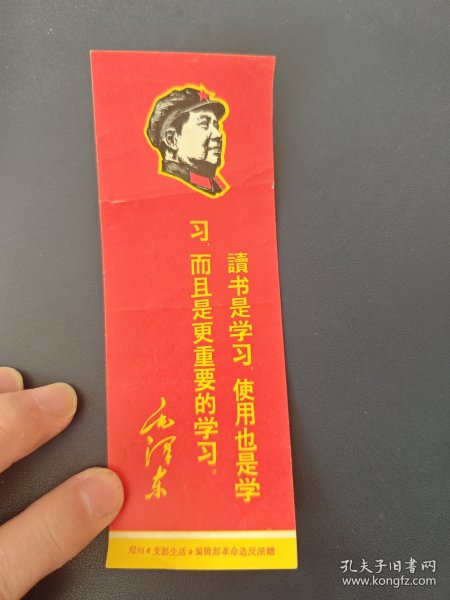 讀书是学习，使用也是学
习，而且是更重要的学习。
毛泽东
郑州《支部生活》编辑部革命造反派赠
孔夫子旧书网
www.kongfz.com